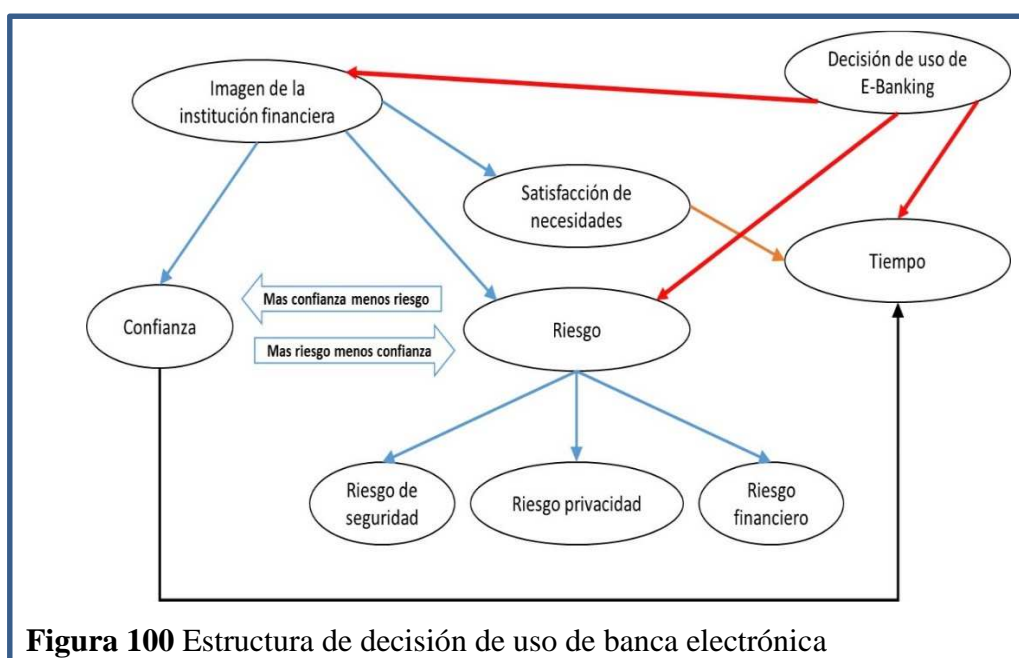 Imagen de la
institución financiera
Decisión de uso de
E-Banking
Satisfacción de
necesidades
Tiempo
Confianza
Mas confianza menos riesgo
Mas riesgo menos confianza
Riesgo
Riesgo de
seguridad
Riesgo privacidad
Riesgo
financiero
Figura 100 Estructura de decisión de uso de banca electrónica